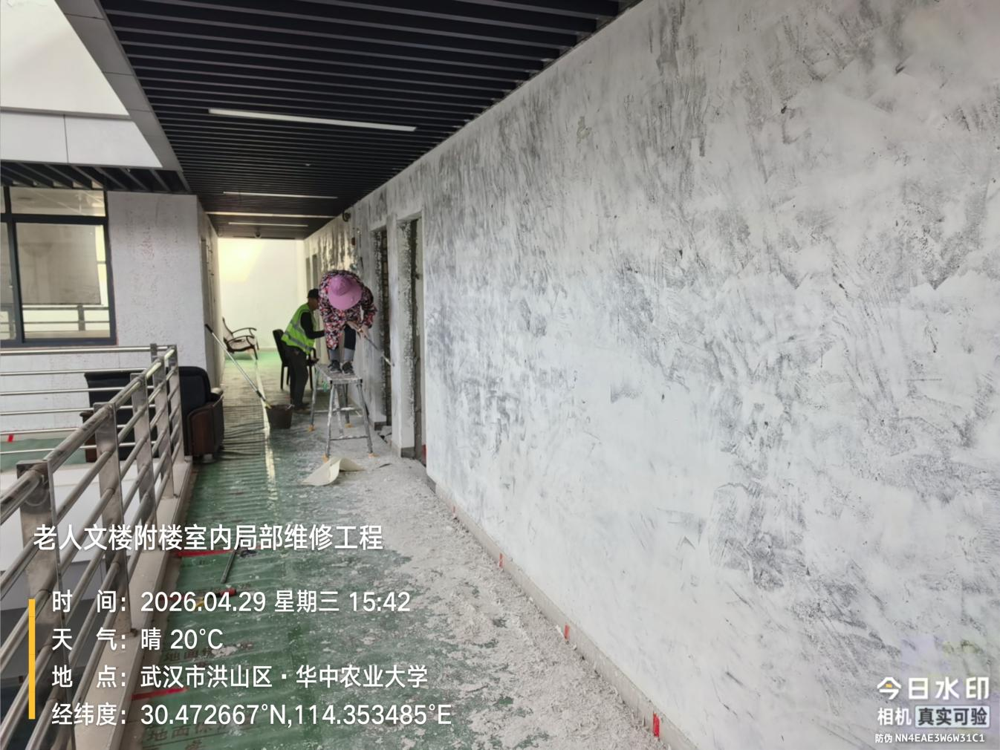 老人文楼附楼室内局部维修工程
时 间：2026.04.29 星期三 15:42
天 气：晴 20°C
地 点：武汉市洪山区·华中农业大学
经纬度：30.472667°N,114.353485°E
今日水印
相机 真实可验
防伪 NN4EAE3W6W31C1